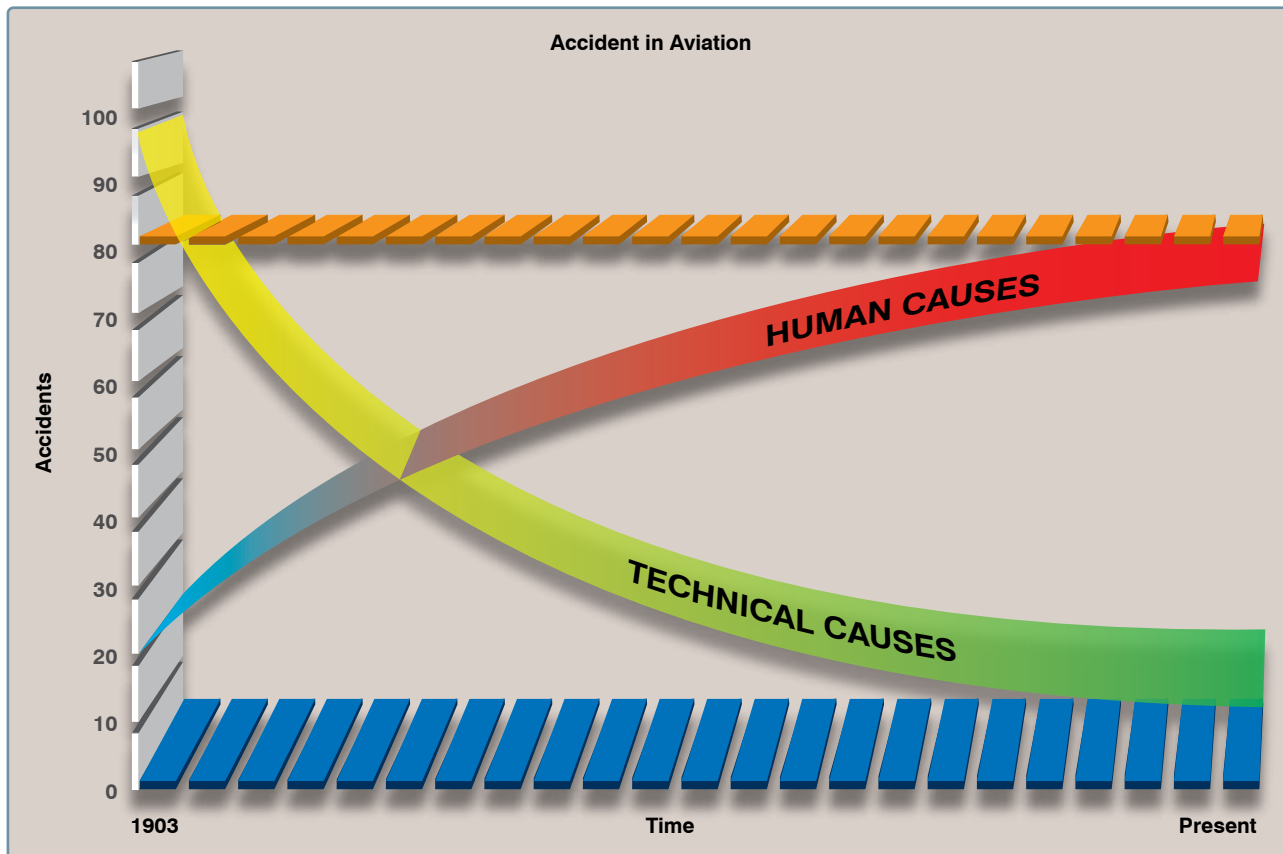 Accident in Aviation
100
90
80
70
60
50
40
30
20
10
0
Accidents
HUMAN CAUSES
TECHNICAL CAUSES
1903
Time
Present